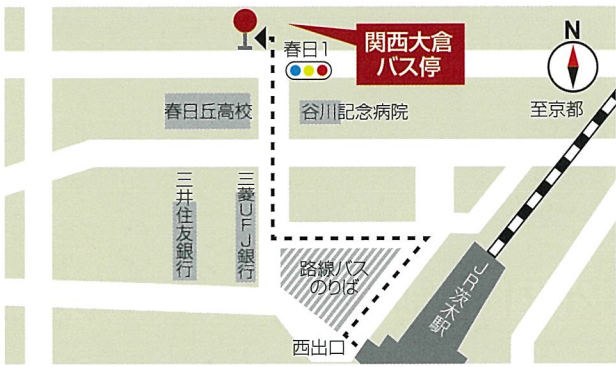 関西大倉
バス停
N
春日1
至京都
春日丘高校
谷川記念病院
三井住友銀行
三菱UFJ銀行
路線バス
のりば
JR茨木駅
西出口